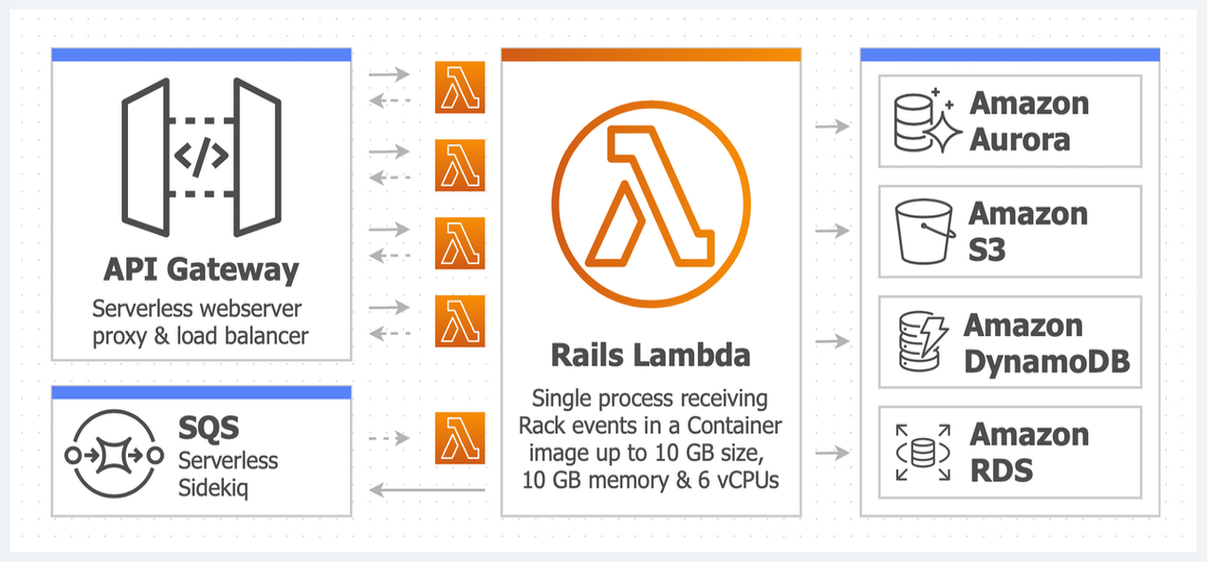 </>
API Gateway
Serverless webserver
proxy & load balancer
SQS
Serverless
Sidekiq
Rails Lambda
Single process receiving
Rack events in a Container
image up to 10 GB size,
10 GB memory & 6 vCPUs
Amazon
Aurora
Amazon
S3
Amazon
DynamoDB
Amazon
RDS